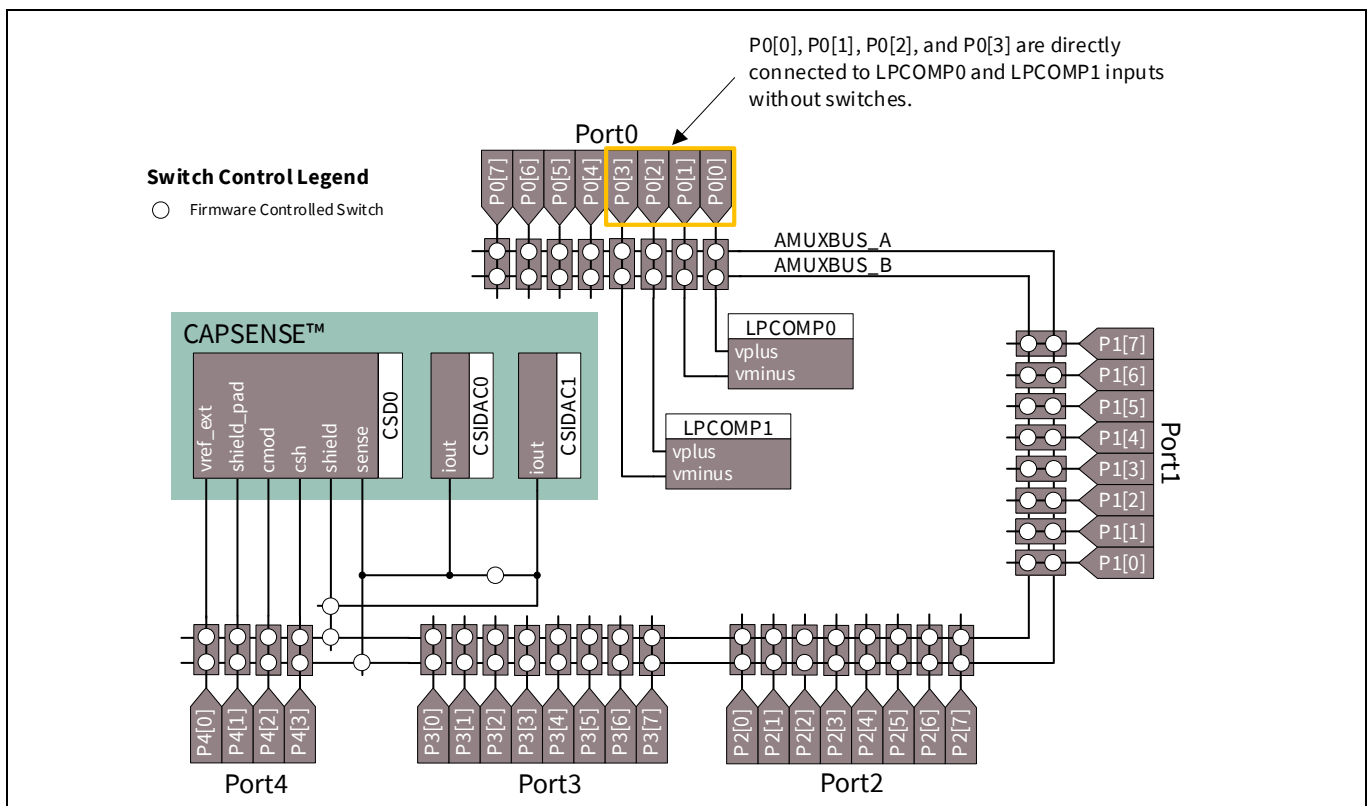 P0[0], P0[1], P0[2], and P0[3] are directly
connected to LPCOMP0 and LPCOMP1 inputs
without switches.
Port0
P0[7]
P0[6]
P0[5]
P0[4]
P0[3]
P0[2]
P0[1]
P0[0]
Switch Control Legend
Firmware Controlled Switch
AMUXBUS_A
AMUXBUS_B
CAPSENSE™
vref_ext
shield_pad
cmod
csh
shield
sense
CSD0
iout
CSIDAC0
iout
CSIDAC1
LPCOMP0
vplus
vminus
LPCOMP1
vplus
vminus
P1[7]
P1[6]
P1[5]
P1[4]
P1[3]
P1[2]
P1[1]
P1[0]
Port1
P4[0]
P4[1]
P4[2]
P4[3]
Port4
P3[0]
P3[1]
P3[2]
P3[3]
P3[4]
P3[5]
P3[6]
P3[7]
Port3
P2[0]
P2[1]
P2[2]
P2[3]
P2[4]
P2[5]
P2[6]
P2[7]
Port2